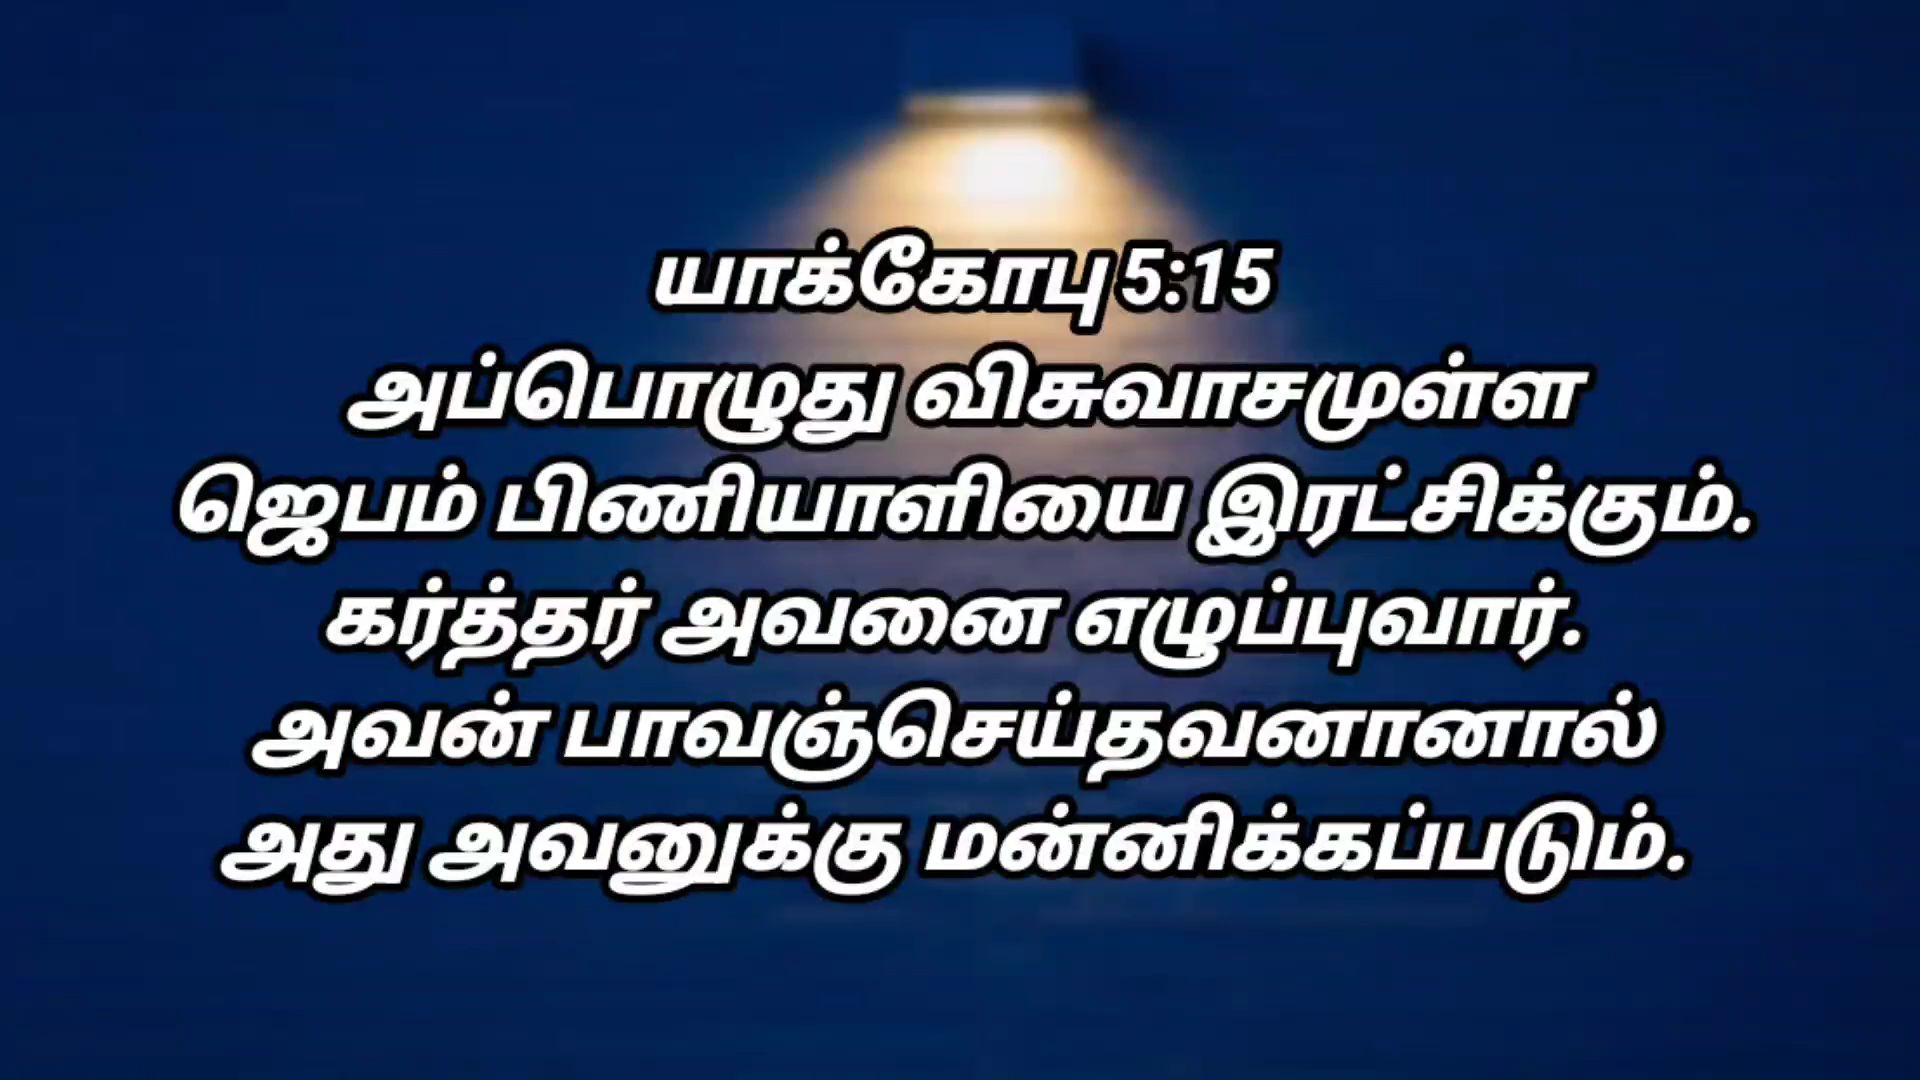 யாக்கோபு 5:15
அப்பொழுது விசுவாசமுள்ள
ஜெபம் பிணியாளியை இரட்சிக்கும்.
கர்த்தர் அவனை எழுப்புவார்.
அவன் பாவஞ்செய்தவனானால்
அது அவனுக்கு மன்னிக்கப்படும்.